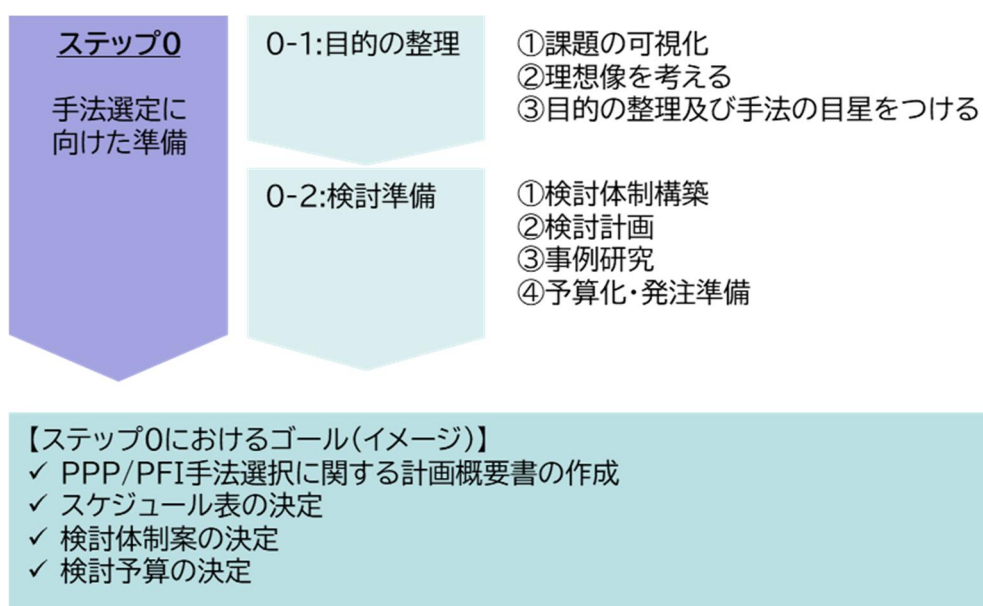 ステップ0
手法選定に
向けた準備
0-1:目的の整理
①課題の可視化
②理想像を考える
③目的の整理及び手法の目星をつける
0-2:検討準備
①検討体制構築
②検討計画
③事例研究
④予算化・発注準備
【ステップ0におけるゴール(イメージ)】
✓ PPP/PFI手法選択に関する計画概要書の作成
✓ スケジュール表の決定
✓ 検討体制案の決定
✓ 検討予算の決定